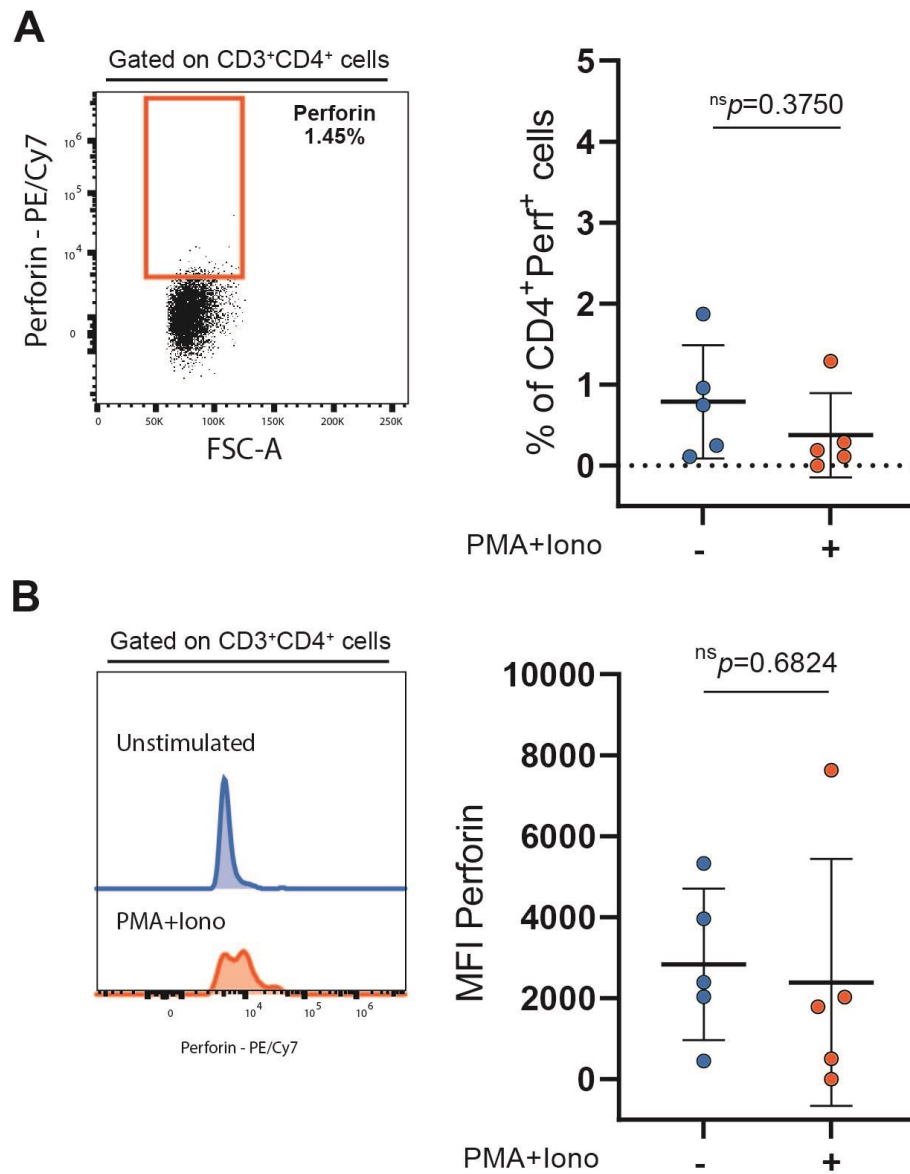 A
Gated on CD3⁺CD4⁺ cells
Perforin
1.45%
Perforin - PE/Cy7
10⁶
10⁵
10⁴
0
0 50K 100K 150K 200K 250K
FSC-A
% of CD4⁺Perf⁺ cells
5
4
3
2
1
0
ⁿˢp=0.3750
PMA+Iono - +
B
Gated on CD3⁺CD4⁺ cells
Unstimulated
PMA+Iono
0 10⁴ 10⁵ 10⁶
Perforin - PE/Cy7
MFI Perforin
10000
8000
6000
4000
2000
0
ⁿˢp=0.6824
PMA+Iono - +